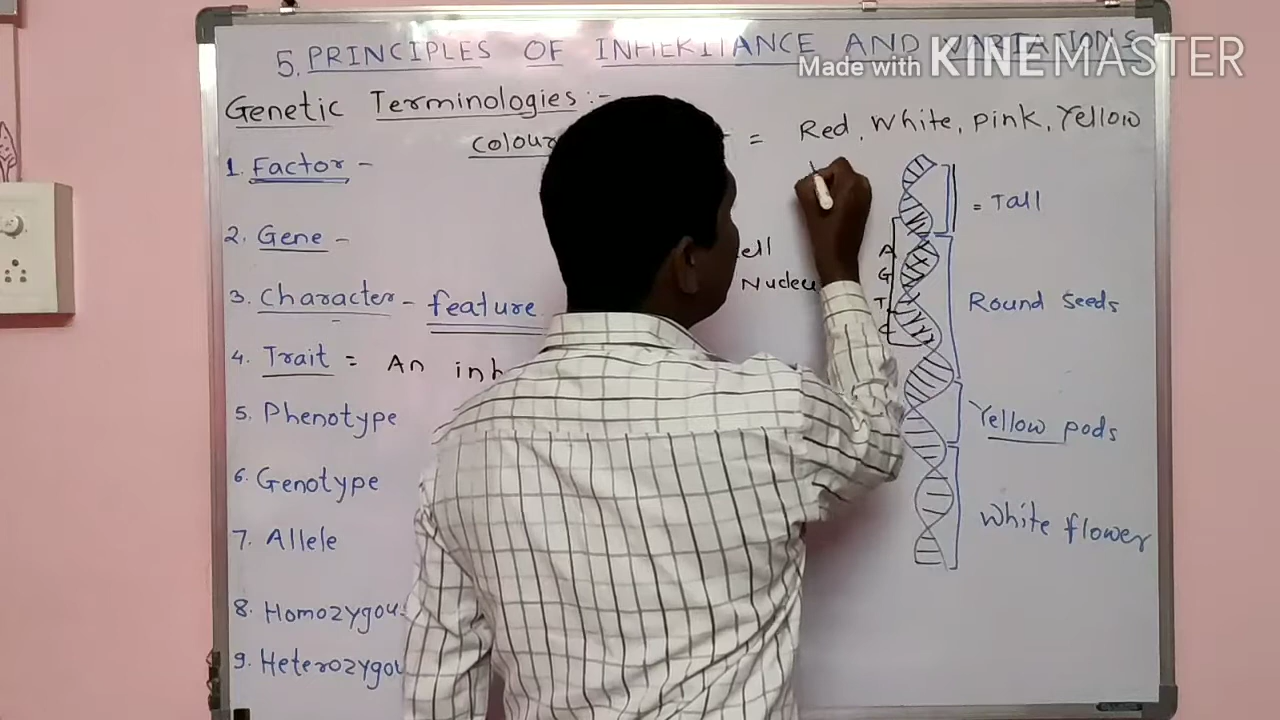 5. PRINCIPLES OF INHERITANCE AND VARIATIONS
Made with KINEMASTER
Genetic Terminologies :-
colour = Red, White, Pink, Yellow
1. Factor -
= Tall
2. Gene -
A
G
T
C
Nucleu
3. Character - feature
Round seeds
4. Trait = An inh
5. Phenotype
Yellow pods
6. Genotype
7. Allele
White flower
8. Homozygou
9. Heterozygou